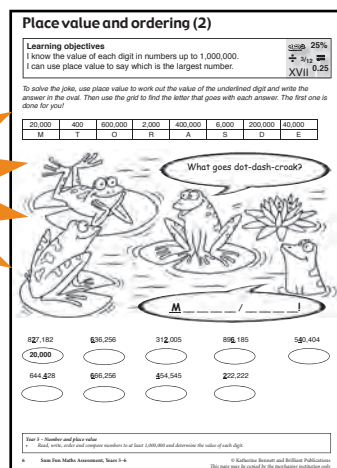 Place value and ordering (2)
Learning objectives
I know the value of each digit in numbers up to 1,000,000.
I can use place value to say which is the largest number.
25%
÷ 3/12
XVII 0.25
To solve the joke, use place value to work out the value of the underlined digit and write the
answer in the oval. Then use the grid to find the letter that goes with each answer. The first one is
done for you!
20,000 400 600,000 2,000 400,000 6,000 200,000 40,000
M T O R A S D E
What goes dot-dash-croak?
M _ _ _ _ / _ _ _ _!
827,182 636,256 312,005 896,185 540,404
20,000
644,428 666,256 454,545 222,222
Year 5 – Number and place value
• Read, write, order and compare numbers to at least 1,000,000 and determine the value of each digit.
6 Sum Fun Maths Assessment, Years 5–6 © Katherine Bennett and Brilliant Publications
This page may be copied by the purchasing institution only.